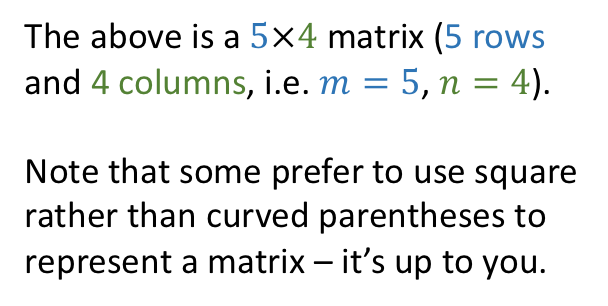 The above is a 5×4 matrix (5 rows
and 4 columns, i.e. m = 5, n = 4).
Note that some prefer to use square
rather than curved parentheses to
represent a matrix – it’s up to you.